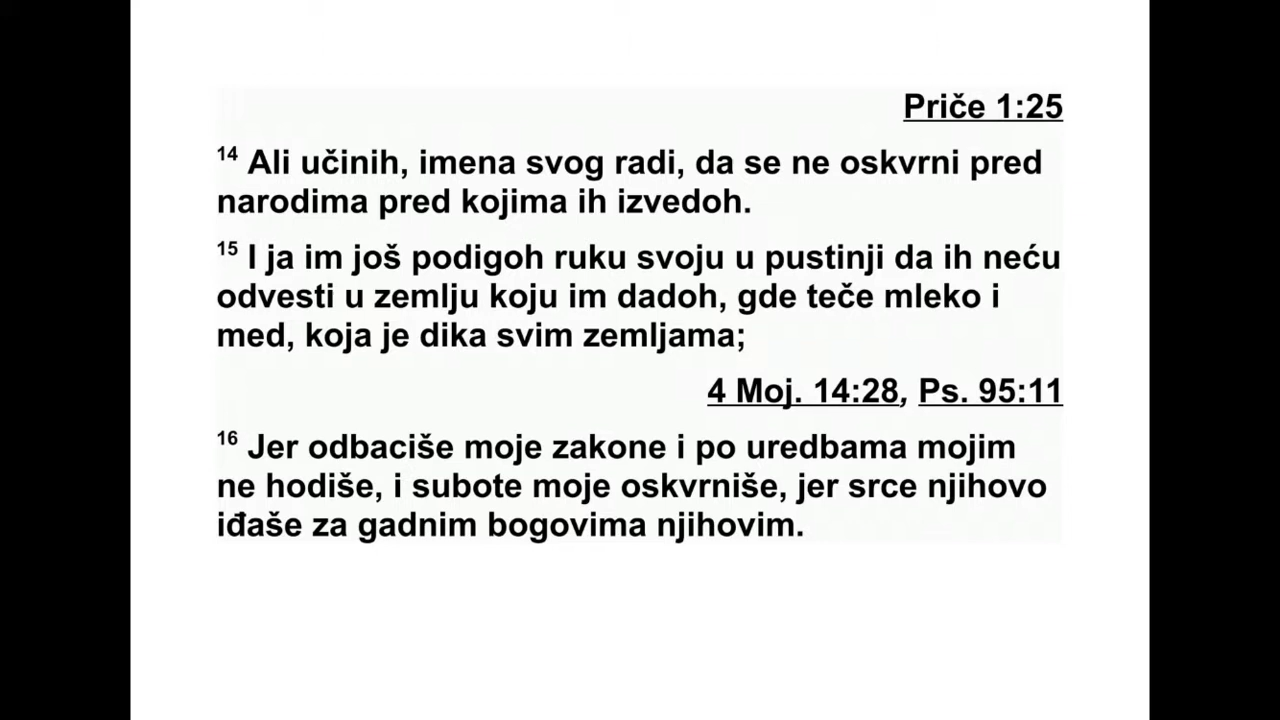 Priče 1:25
14 Ali učinih, imena svog radi, da se ne oskvrni pred
narodima pred kojima ih izvedoh.
15 I ja im još podigoh ruku svoju u pustinji da ih neću
odvesti u zemlju koju im dadoh, gde teče mleko i
med, koja je dika svim zemljama;
4 Moj. 14:28, Ps. 95:11
16 Jer odbaciše moje zakone i po uredbama mojim
ne hodiše, i subote moje oskvrniše, jer srce njihovo
iđaše za gadnim bogovima njihovim.